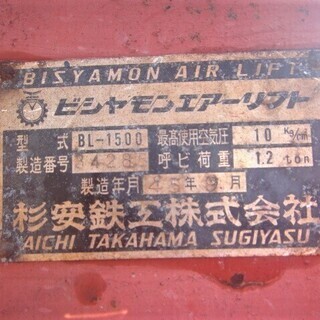 BISYAMON AIR LIFT
ビシャモンエアーリフト
型式 BL-1500 最高使用空気圧 10 Kg/cm²
製造番号 呼ビ荷重 1.2 ton
製造年月 年 月
杉安鉄工株式会社
AICHI TAKAHAMA SUGIYASU